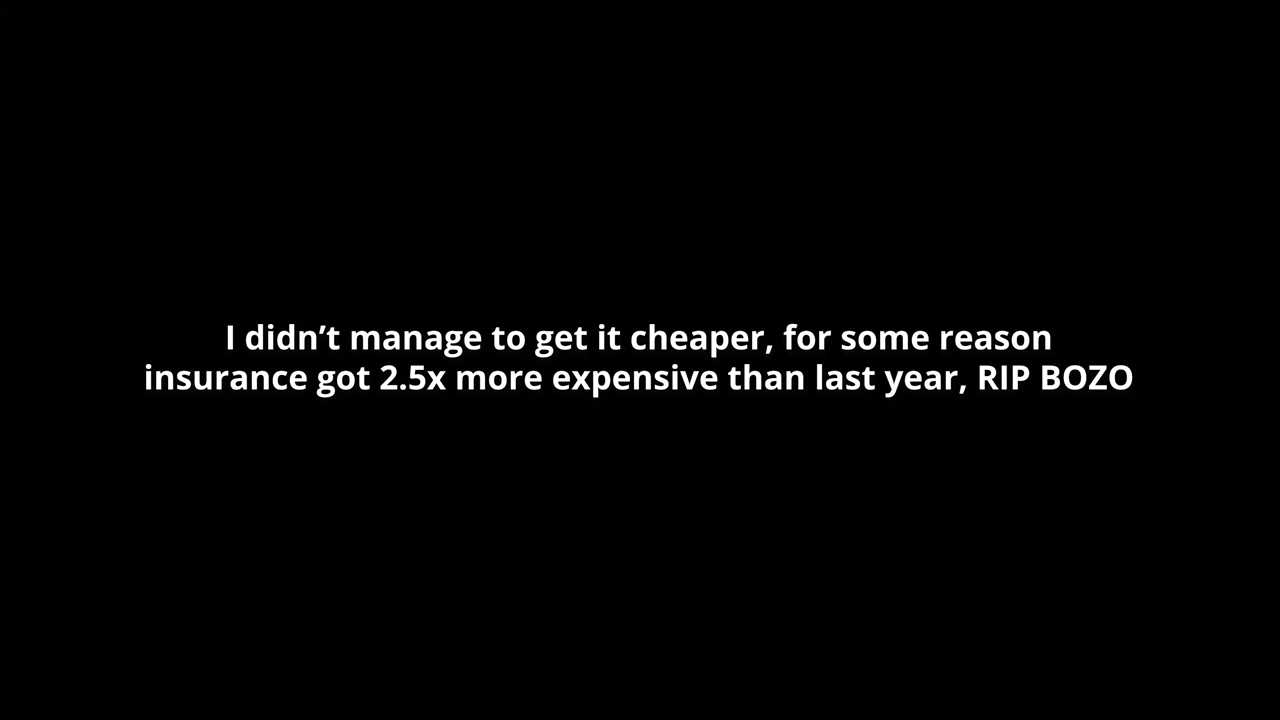 I didn’t manage to get it cheaper, for some reason
insurance got 2.5x more expensive than last year, RIP BOZO